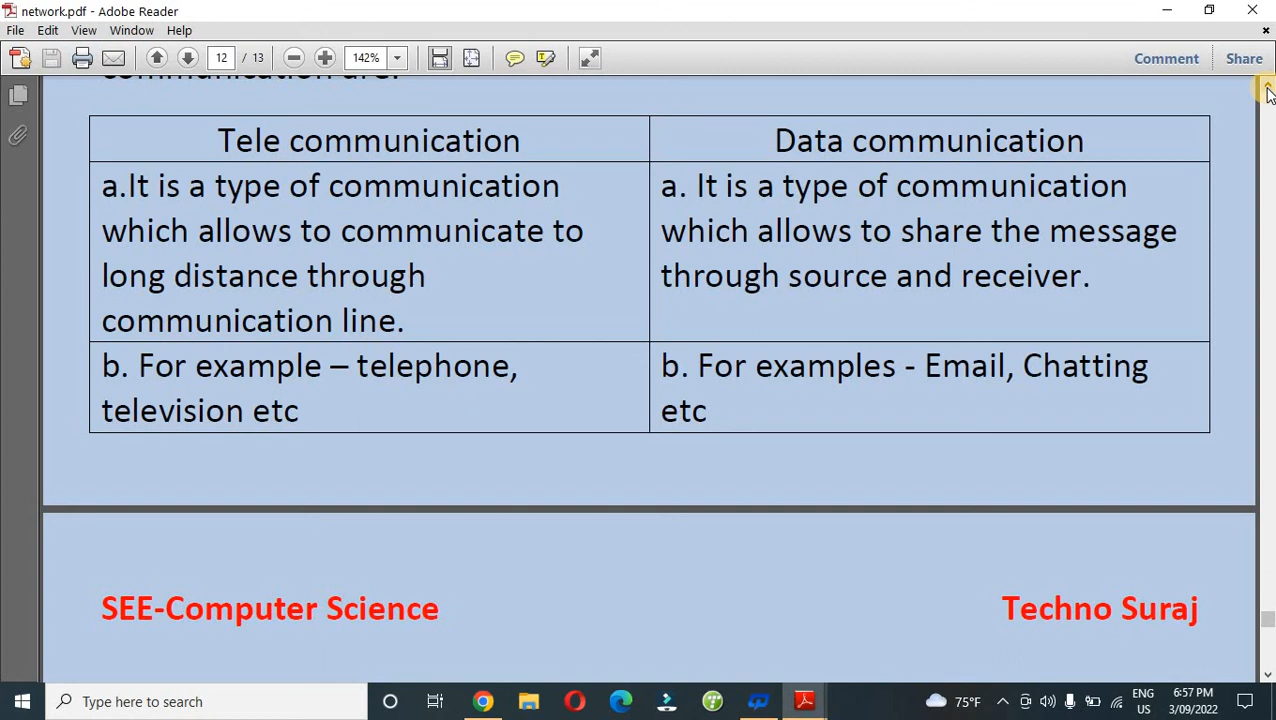 network.pdf - Adobe Reader
File Edit View Window Help
12 / 13 142% Comment Share
communication are:
Tele communication
Data communication
a.It is a type of communication
which allows to communicate to
long distance through
communication line.
a. It is a type of communication
which allows to share the message
through source and receiver.
b. For example – telephone,
television etc
b. For examples - Email, Chatting
etc
SEE-Computer Science
Techno Suraj
Type here to search
75°F
ENG
US
6:57 PM
3/09/2022